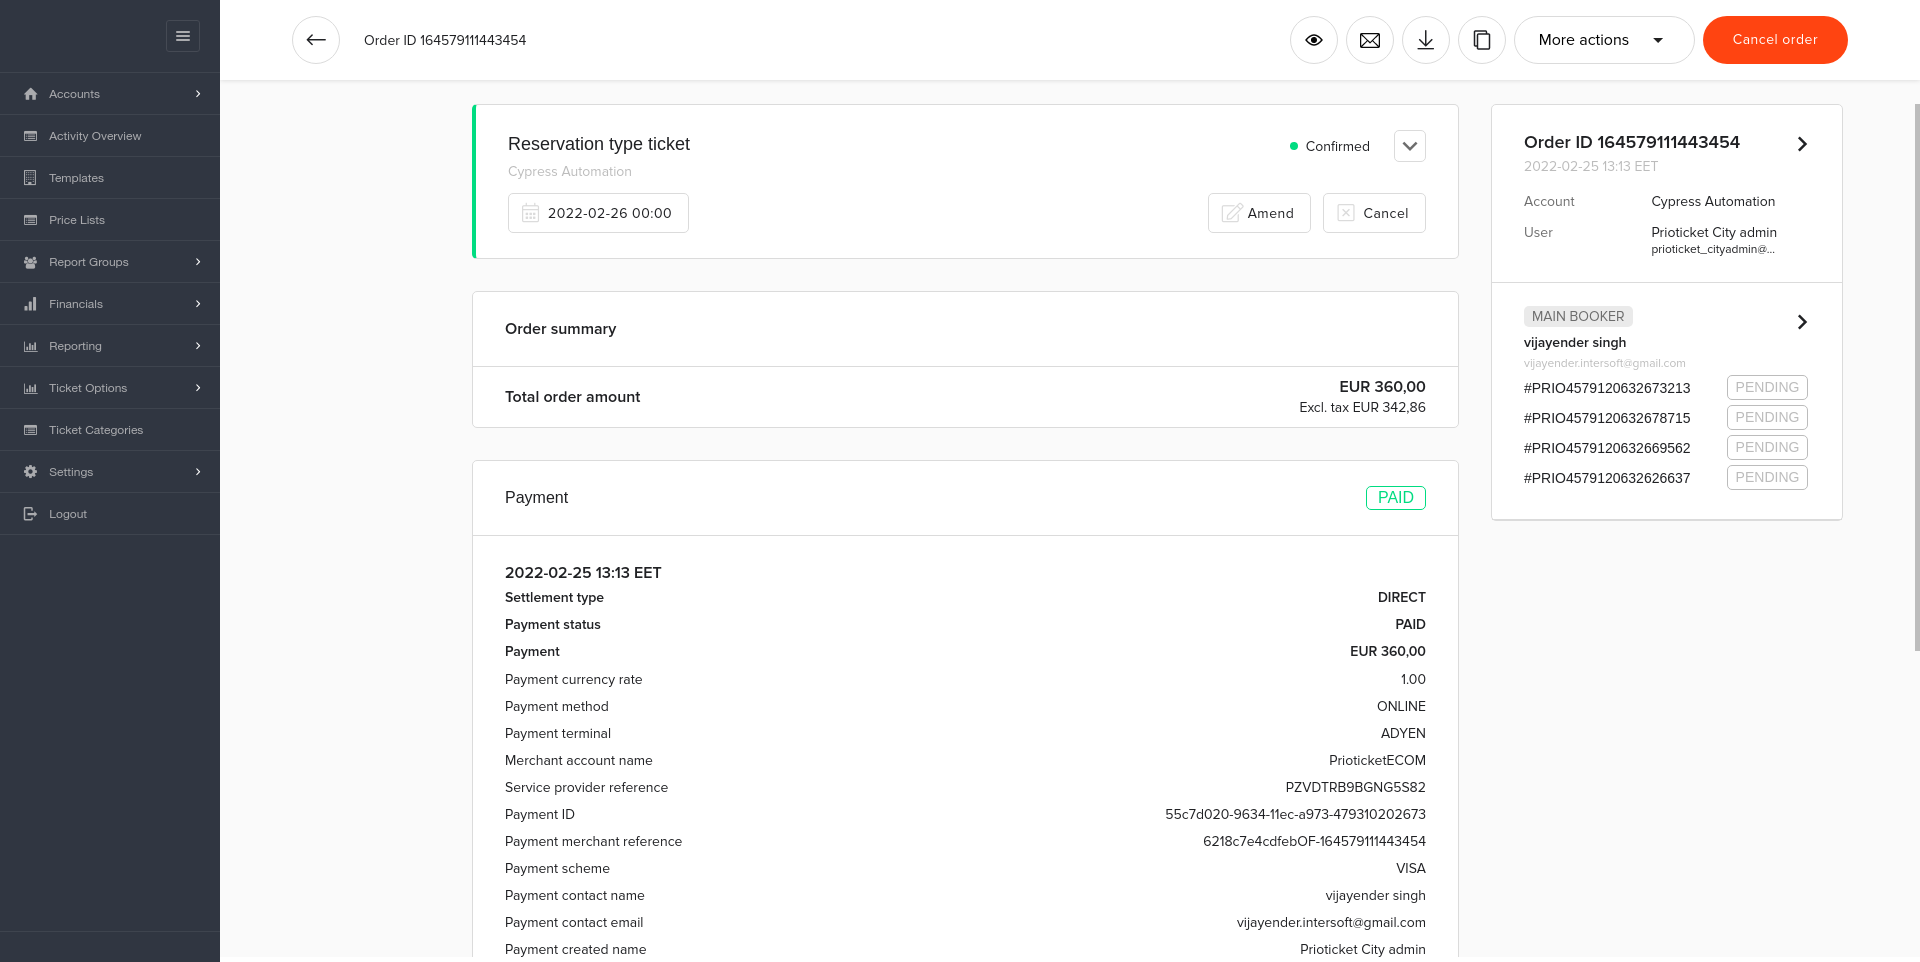 Order ID 164579111443454
More actions
Cancel order
Accounts
Activity Overview
Templates
Price Lists
Report Groups
Financials
Reporting
Ticket Options
Ticket Categories
Settings
Logout
Reservation type ticket
Confirmed
Cypress Automation
2022-02-26 00:00
Amend
Cancel
Order summary
Total order amount
EUR 360,00
Excl. tax EUR 342,86
Payment
PAID
2022-02-25 13:13 EET
Settlement type DIRECT
Payment status PAID
Payment EUR 360,00
Payment currency rate 1.00
Payment method ONLINE
Payment terminal ADYEN
Merchant account name PrioticketECOM
Service provider reference PZVDTRB9BGNG5S82
Payment ID 55c7d020-9634-11ec-a973-479310202673
Payment merchant reference 6218c7e4cdfebOF-164579111443454
Payment scheme VISA
Payment contact name vijayender singh
Payment contact email vijayender.intersoft@gmail.com
Payment created name Prioticket City admin
Order ID 164579111443454
2022-02-25 13:13 EET
Account Cypress Automation
User Prioticket City admin
prioticket_cityadmin@...
MAIN BOOKER
vijayender singh
vijayender.intersoft@gmail.com
#PRIO4579120632673213 PENDING
#PRIO4579120632678715 PENDING
#PRIO4579120632669562 PENDING
#PRIO4579120632626637 PENDING